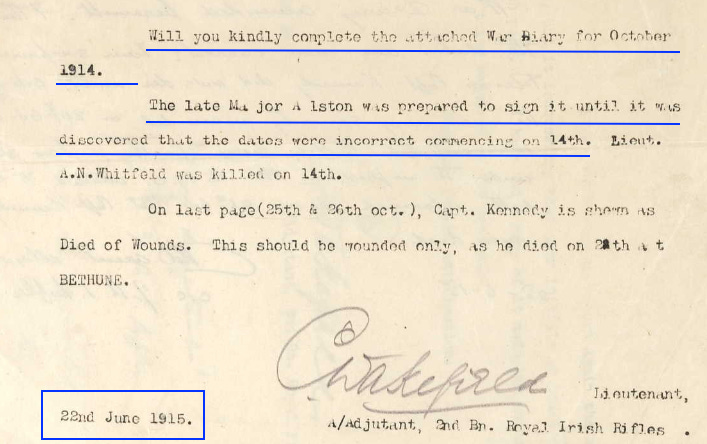 Will you kindly complete the attached War Diary for October
1914.
The late Major Alston was prepared to sign it until it was
discovered that the dates were incorrect commencing on 14th. Lieut.
A.N.Whitfeld was killed on 14th.
On last page(25th & 26th oct.), Capt. Kennedy is shewn as
Died of Wounds. This should be wounded only, as he died on at
BETHUNE.
Wakefield
Lieutenant,
22nd June 1915.
A/Adjutant, 2nd Bn. Royal Irish Rifles .